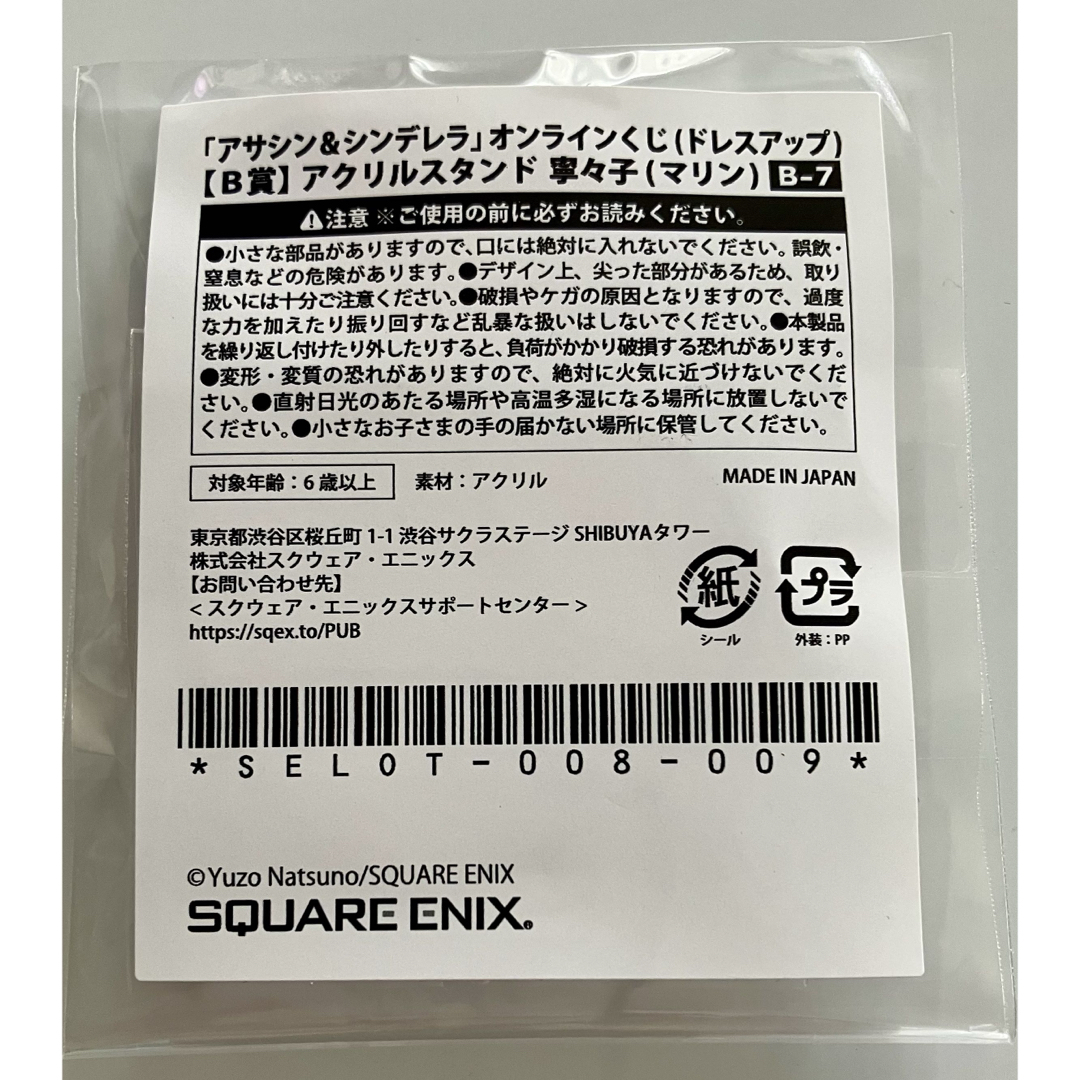 「アサシン&シンデレラ」オンラインくじ(ドレスアップ)
【B賞】アクリルスタンド 寧々子(マリン) B-7
⚠注意 ※ご使用の前に必ずお読みください。
●小さな部品がありますので、口には絶対に入れないでください。誤飲・
窒息などの危険があります。●デザイン上、尖った部分があるため、取り
扱いには十分ご注意ください。●破損やケガの原因となりますので、過度
な力を加えたり振り回すなど乱暴な扱いはしないでください。●本製品
を繰り返し付けたり外したりすると、負荷がかかり破損する恐れがあります。
●変形・変質の恐れがありますので、絶対に火気に近づけないでくだ
さい。●直射日光のあたる場所や高温多湿になる場所に放置しないで
ください。●小さなお子さまの手の届かない場所に保管してください。
対象年齢:6歳以上 素材:アクリル MADE IN JAPAN
東京都渋谷区桜丘町1-1 渋谷サクラステージ SHIBUYAタワー
株式会社スクウェア・エニックス
【お問い合わせ先】
<スクウェア・エニックスサポートセンター>
https://sqex.to/PUB
紙 プラ
シール 外装:PP
*SELOT-008-009*
©Yuzo Natsuno/SQUARE ENIX
SQUARE ENIX®